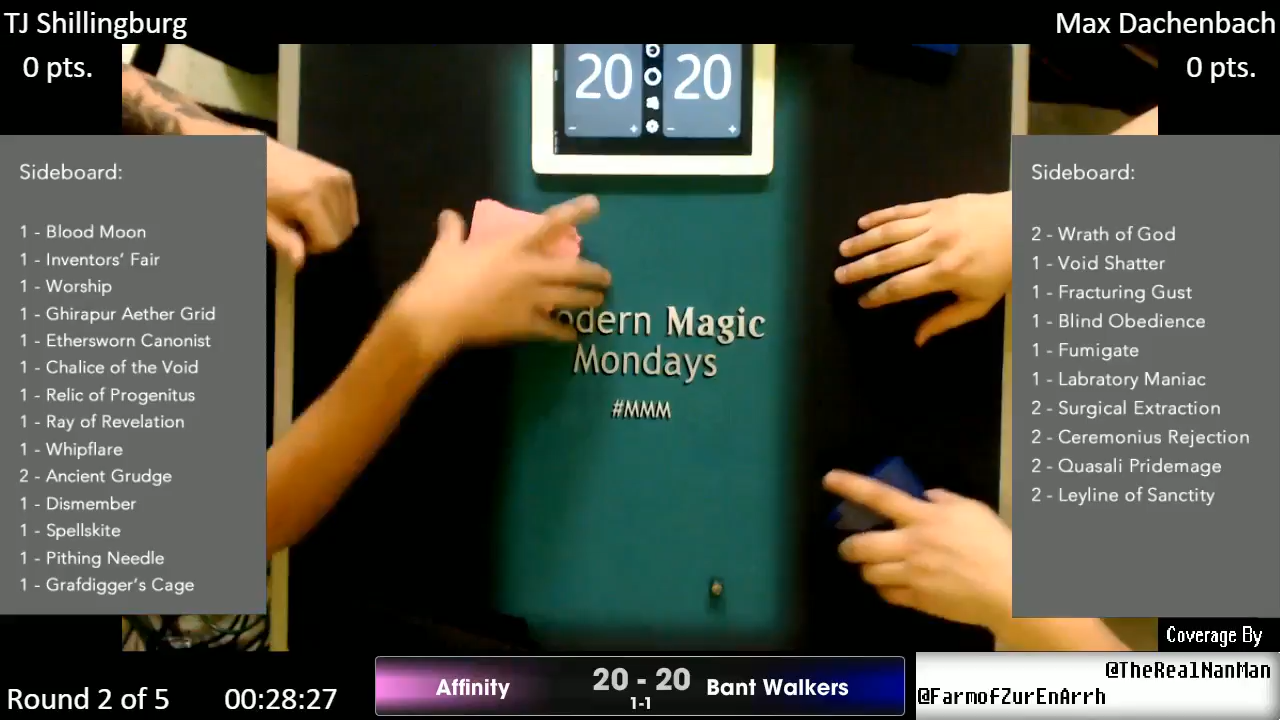 TJ Shillingburg
Max Dachenbach
0 pts.
0 pts.
20 20
Sideboard:
1 - Blood Moon
1 - Inventors' Fair
1 - Worship
1 - Ghirapur Aether Grid
1 - Ethersworn Canonist
1 - Chalice of the Void
1 - Relic of Progenitus
1 - Ray of Revelation
1 - Whipflare
2 - Ancient Grudge
1 - Dismember
1 - Spellskite
1 - Pithing Needle
1 - Grafdigger's Cage
Sideboard:
2 - Wrath of God
1 - Void Shatter
1 - Fracturing Gust
1 - Blind Obedience
1 - Fumigate
1 - Labratory Maniac
2 - Surgical Extraction
2 - Ceremonius Rejection
2 - Quasali Pridemage
2 - Leyline of Sanctity
odern Magic
Mondays
#MMM
Coverage By
@TheRealNanMan
@FarmofZurEnArrh
Round 2 of 5 00:28:27
Affinity 20 - 20 Bant Walkers
1-1